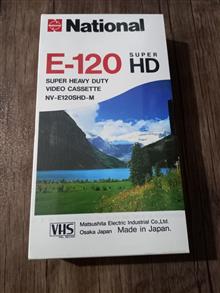 National
E-120 SUPER HD
SUPER HEAVY DUTY
VIDEO CASSETTE
NV-E120SHD-M
VHS
Matsushita Electric Industrial Co.,Ltd.
Osaka Japan Made in Japan.